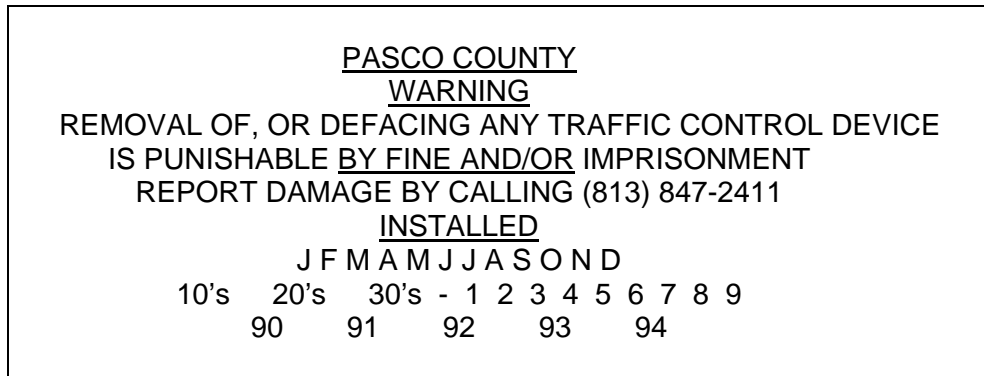 PASCO COUNTY
WARNING
REMOVAL OF, OR DEFACING ANY TRAFFIC CONTROL DEVICE
IS PUNISHABLE BY FINE AND/OR IMPRISONMENT
REPORT DAMAGE BY CALLING (813) 847-2411
INSTALLED
J F M A M J J A S O N D
10’s 20’s 30’s - 1 2 3 4 5 6 7 8 9
90 91 92 93 94